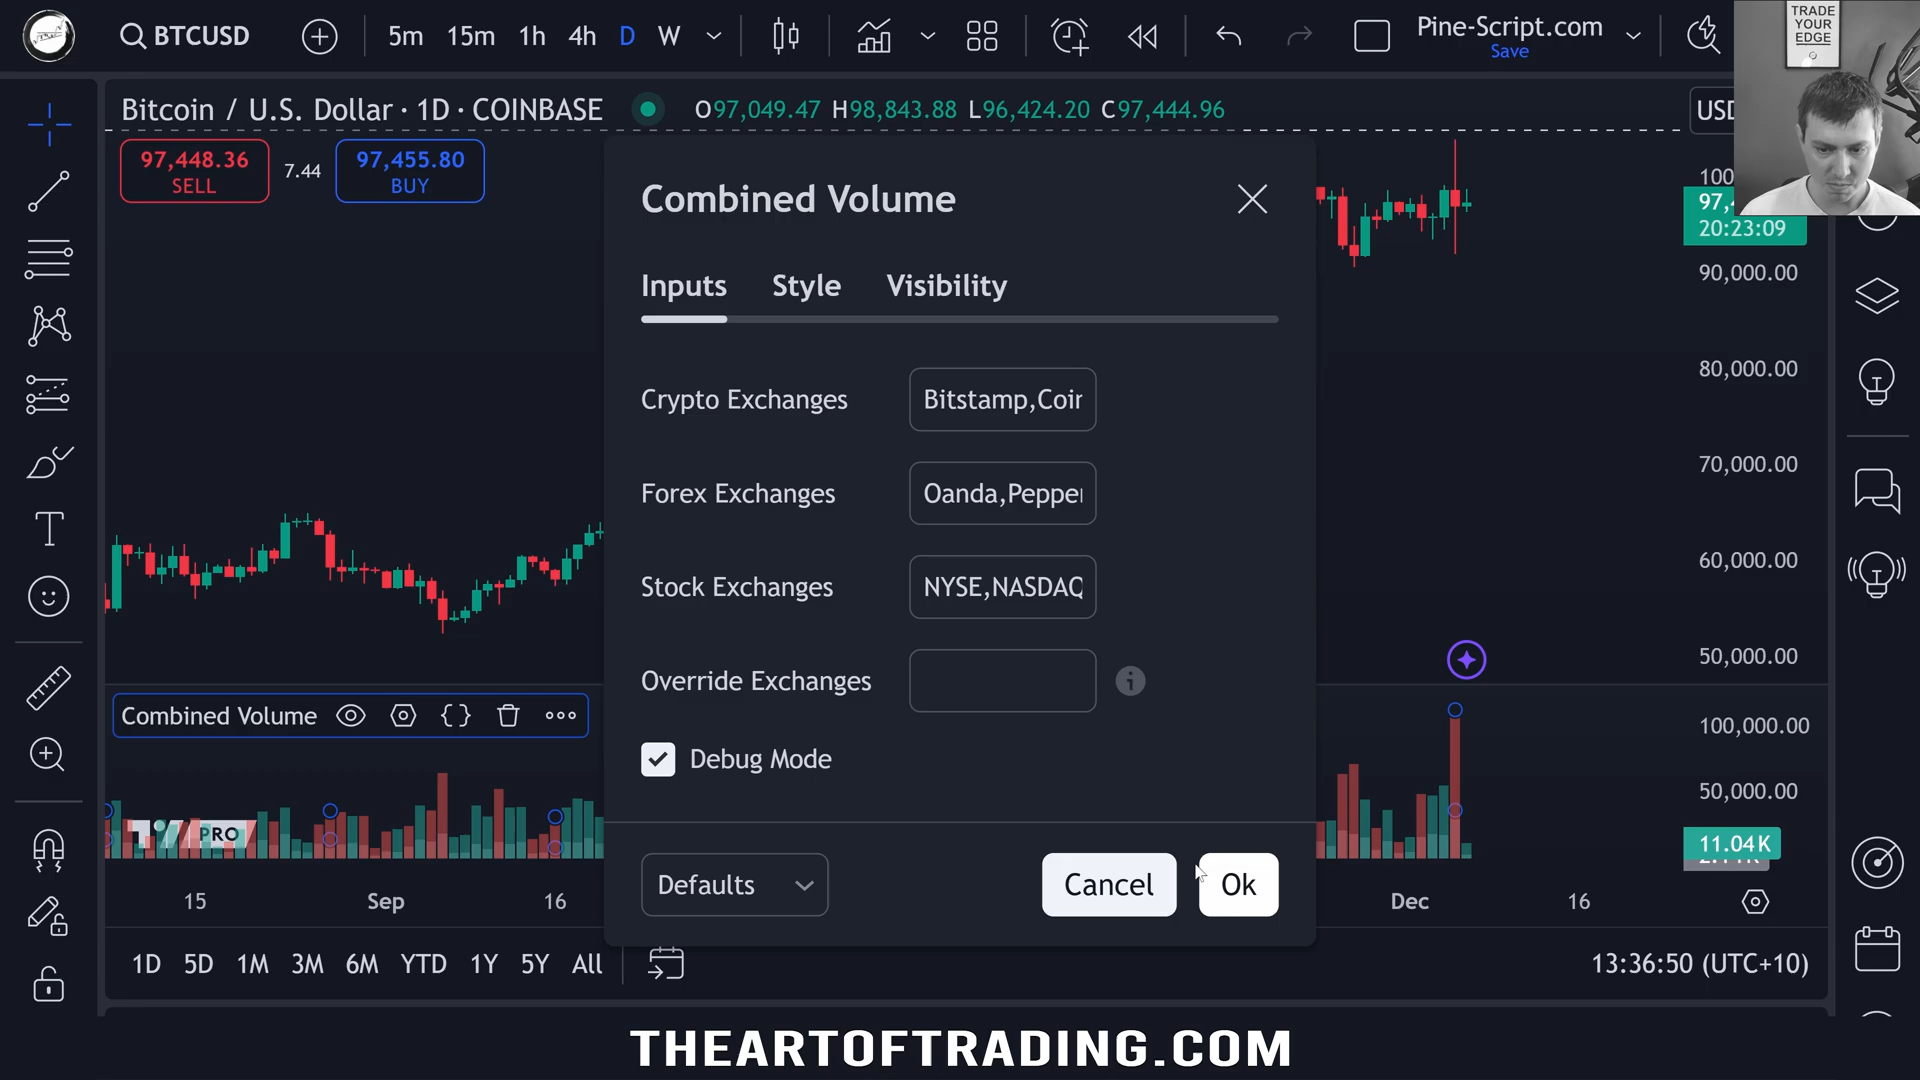 BTCUSD
5m 15m 1h 4h D W
Pine-Script.com
Save
TRADE
YOUR
EDGE
Bitcoin / U.S. Dollar · 1D · COINBASE
O97,049.47 H98,843.88 L96,424.20 C97,444.96
97,448.36
SELL
7.44
97,455.80
BUY
20:23:09
90,000.00
80,000.00
70,000.00
60,000.00
50,000.00
Combined Volume
Inputs Style Visibility
Crypto Exchanges
Bitstamp,Coin
Forex Exchanges
Oanda,Pepper
Stock Exchanges
NYSE,NASDAQ
Override Exchanges
Debug Mode
Defaults
Cancel
Ok
Combined Volume
PRO
100,000.00
50,000.00
11.04K
15 Sep 16 Dec 16
1D 5D 1M 3M 6M YTD 1Y 5Y All
13:36:50 (UTC+10)
THEARTOFTRADING.COM